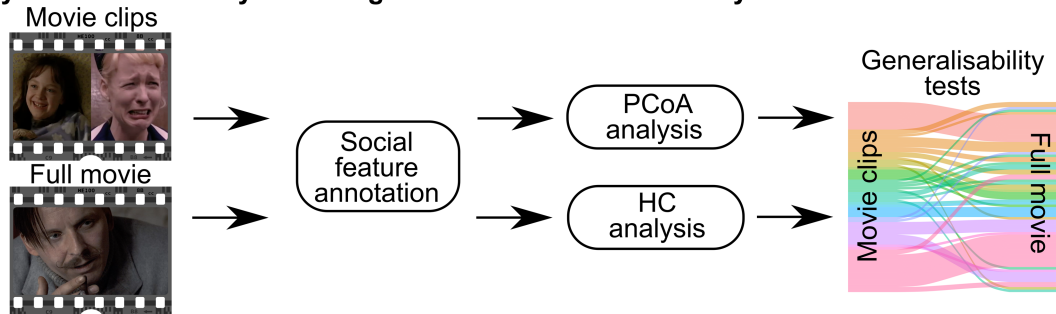 Movie clips
Full movie
Social
feature
annotation
PCoA
analysis
HC
analysis
Generalisability
tests
Movie clips
Full movie